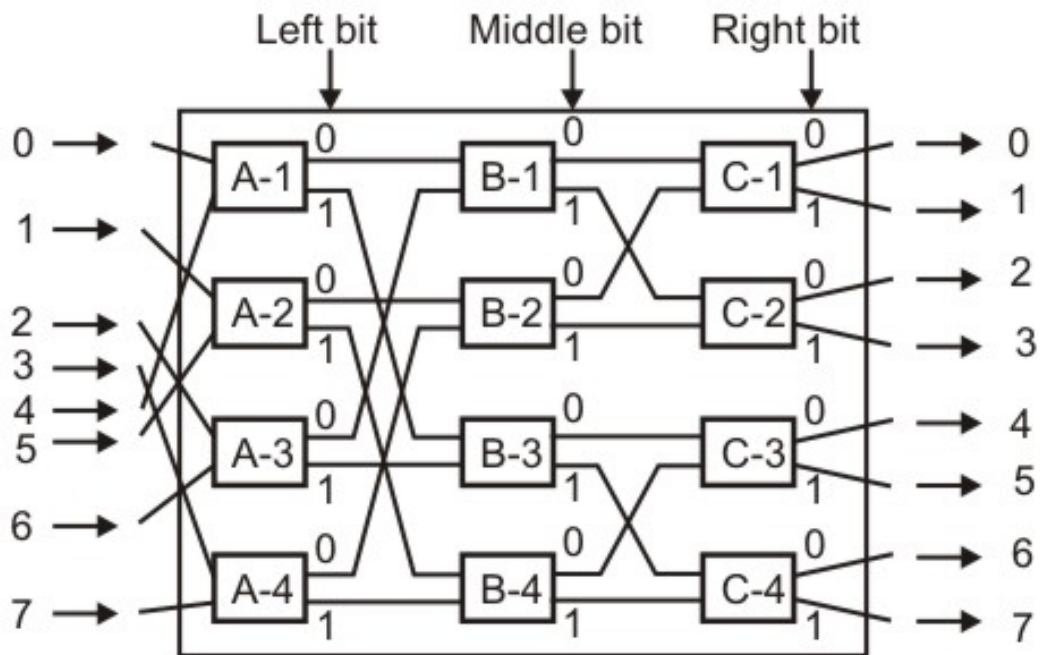 Left bit Middle bit Right bit
0 0 0 0 0
A-1 B-1 C-1
1 1 1 1
1
0 0 0 2
A-2 B-2 C-2
2
1 1 1 3
3
4
5
0 0 0 4
A-3 B-3 C-3
1 1 1 5
6
0 0 0 6
A-4 B-4 C-4
7
1 1 1 7